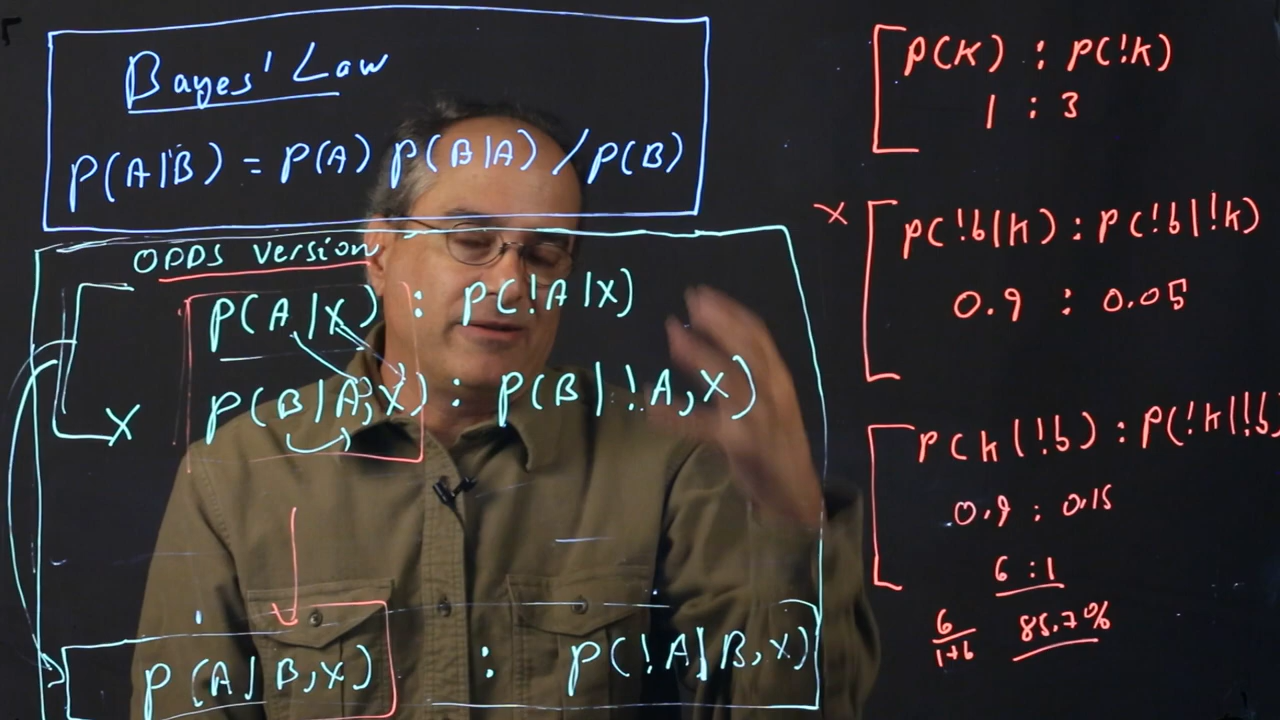 Bayes' Law
P(A|B) = P(A) P(B|A) / P(B)
ODDS version
P(A|X) : P(!A|X)
X P(B|A,X) : P(B|!A,X)
P(A|B,X) : P(!A|B,X)
P(K) : P(!K)
1 : 3
X P(!b|K) : P(!b|!K)
0.9 : 0.05
P(K|!b) : P(!K|!b)
0.9 : 0.15
6 : 1
6
1+6
85.7%